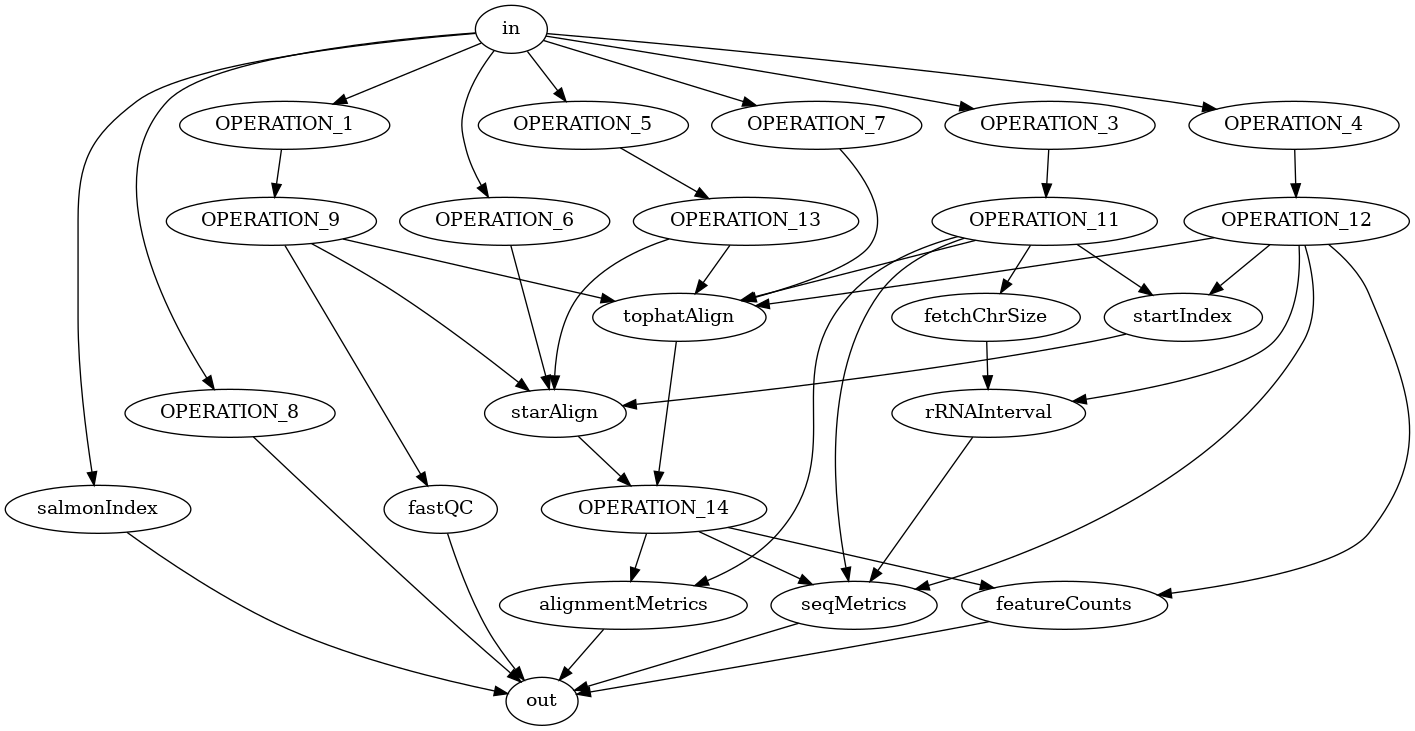 in
OPERATION_1
OPERATION_5
OPERATION_7
OPERATION_3
OPERATION_4
OPERATION_9
OPERATION_6
OPERATION_13
OPERATION_11
OPERATION_12
tophatAlign
fetchChrSize
startIndex
OPERATION_8
starAlign
rRNAInterval
salmonIndex
fastQC
OPERATION_14
alignmentMetrics
seqMetrics
featureCounts
out